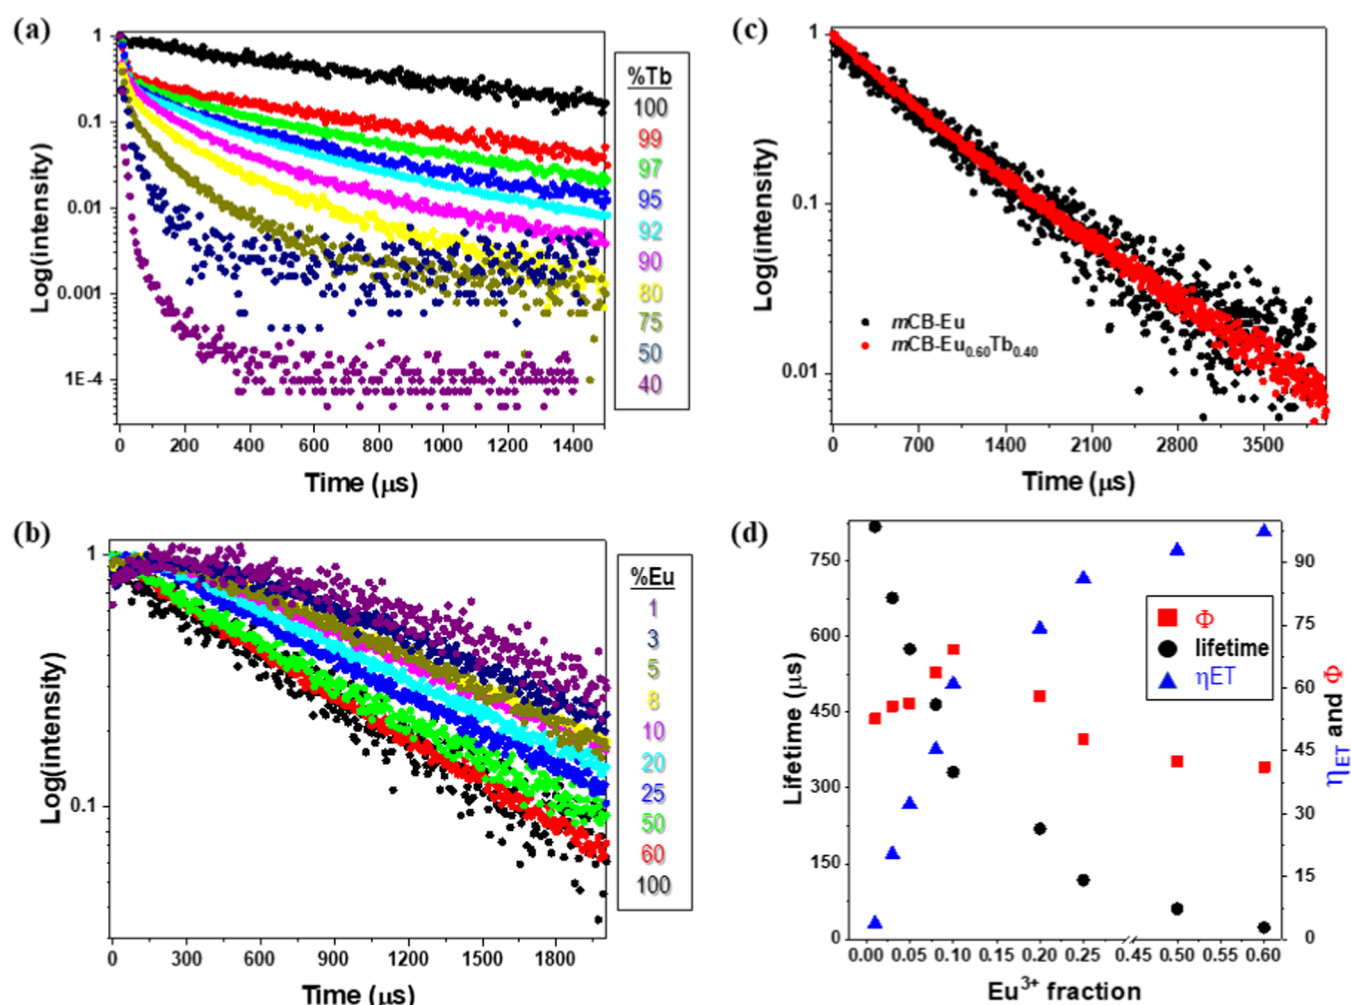 (a)
1
0.1
0.01
0.001
1E-4
Log(intensity)
0 200 400 600 800 1000 1200 1400
Time (μs)
%Tb
100
99
97
95
92
90
80
75
50
40
(c)
1
0.1
0.01
Log(intensity)
mCB-Eu
mCB-Eu0.60Tb0.40
0 700 1400 2100 2800 3500
Time (μs)
(b)
1
0.1
Log(intensity)
0 300 600 900 1200 1500 1800
Time (μs)
%Eu
1
3
5
8
10
20
25
50
60
100
(d)
750
600
450
300
150
0
Lifetime (μs)
Φ
lifetime
ηET
90
75
60
45
30
15
0
ηET and Φ
0.00 0.05 0.10 0.15 0.20 0.25 0.45 0.50 0.55 0.60
Eu3+ fraction